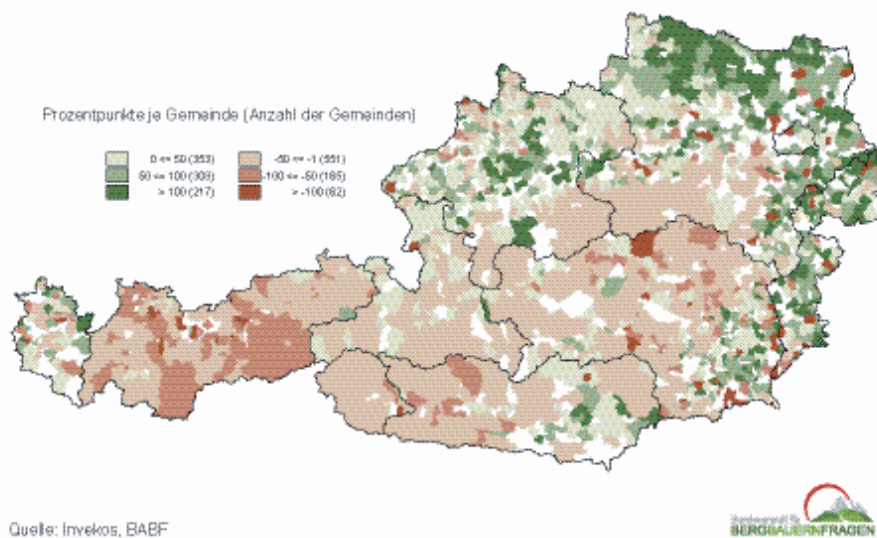 Prozentpunkte je Gemeinde (Anzahl der Gemeinden)
0 <= 50 (353) -50 <= -1 (551)
50 <= 100 (308) -100 <= -50 (185)
> 100 (217) > -100 (82)
Quelle: Invekos, BABF
BERGBAUERNFRAGEN